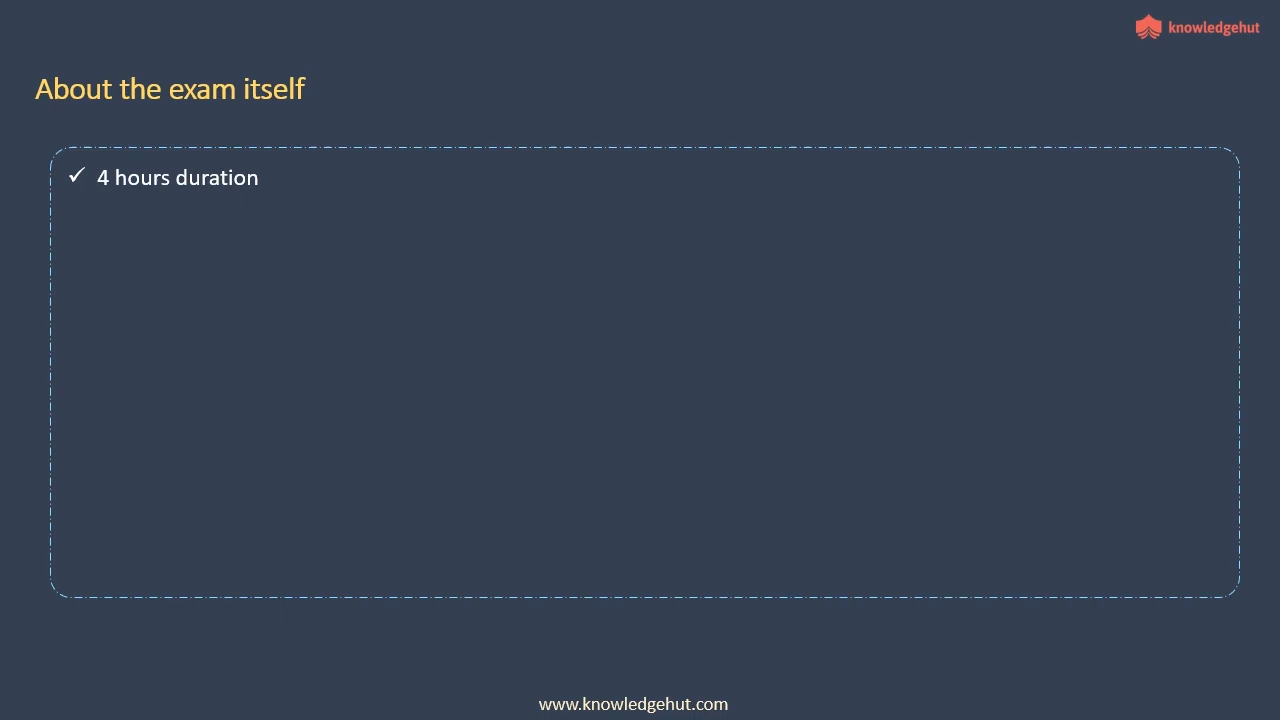 knowledgehut
About the exam itself
✓ 4 hours duration
www.knowledgehut.com